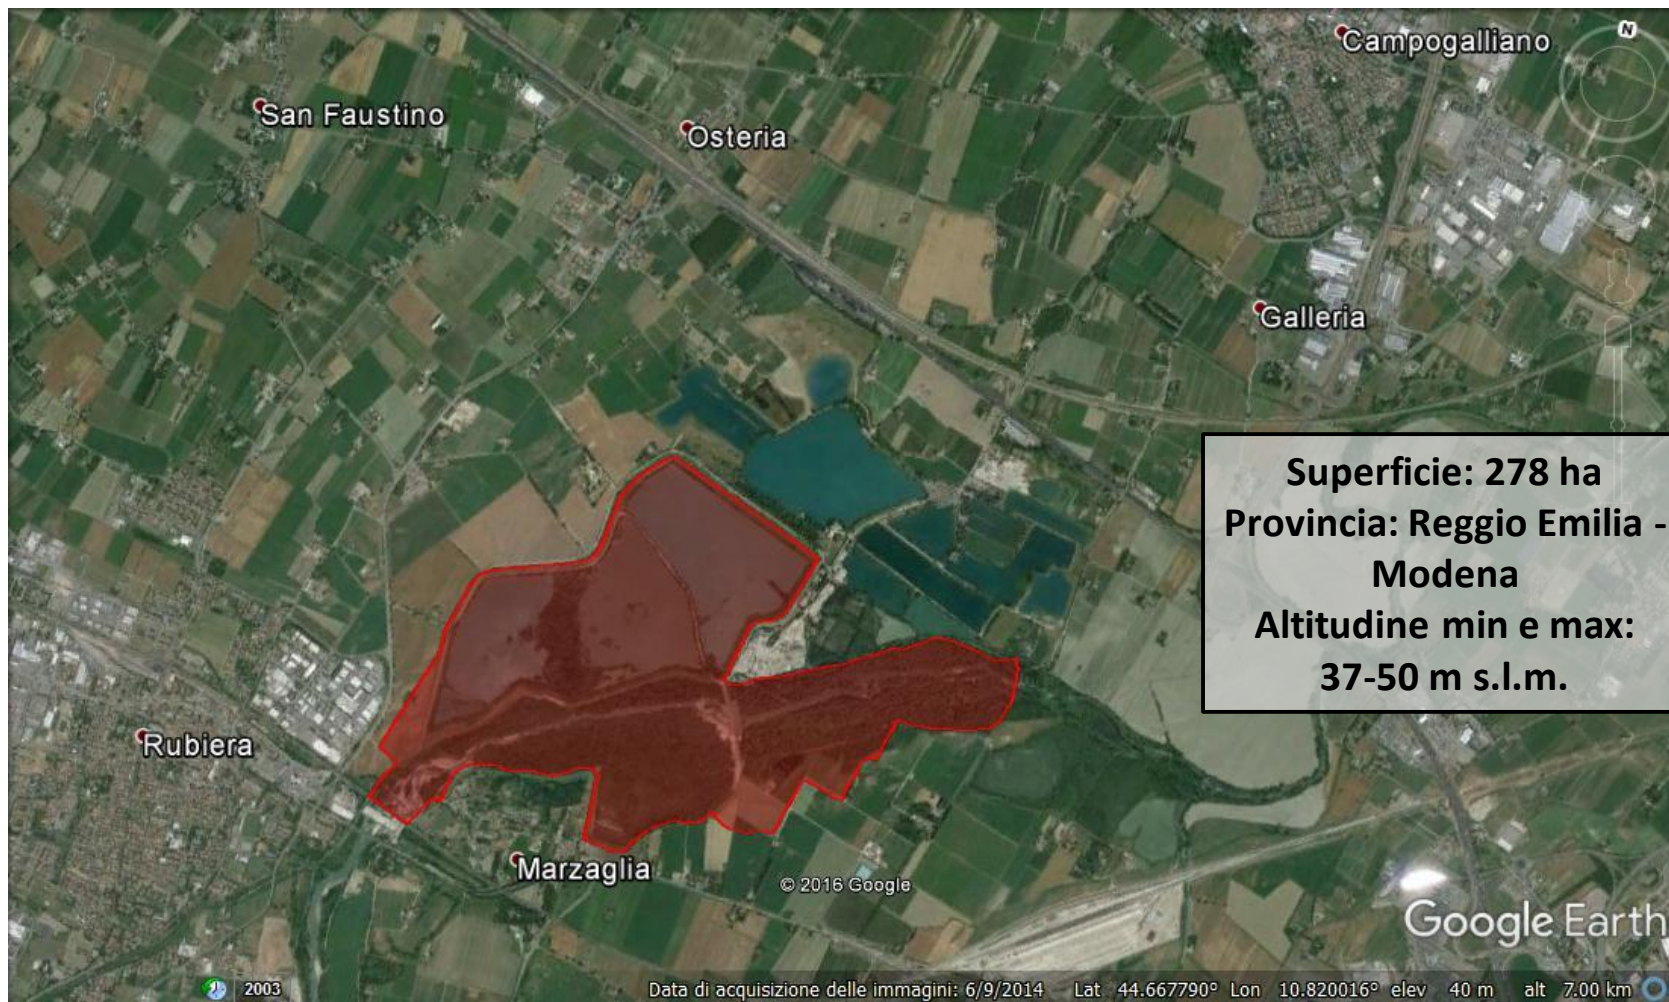 Campogalliano
N
San Faustino
Osteria
Galleria
Superficie: 278 ha
Provincia: Reggio Emilia -
Modena
Altitudine min e max:
37-50 m s.l.m.
Rubiera
Marzaglia
© 2016 Google
Google Earth
2003
Data di acquisizione delle immagini: 6/9/2014 Lat 44.667790° Lon 10.820016° elev 40 m alt 7.00 km